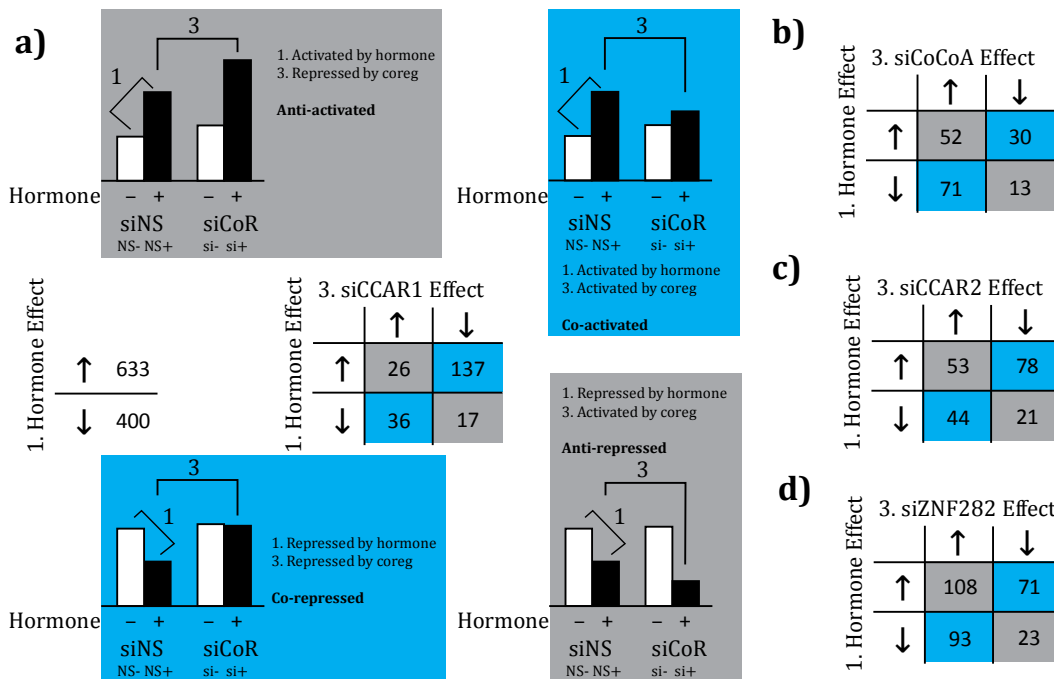 a)
3
1
1. Activated by hormone
3. Repressed by coreg
Anti-activated
Hormone − + − +
siNS siCoR
NS- NS+ si- si+
3
1
Hormone − + − +
siNS siCoR
NS- NS+ si- si+
1. Activated by hormone
3. Activated by coreg
Co-activated
1. Hormone Effect
↑ 633
↓ 400
3. siCCAR1 Effect
1. Hormone Effect
↑ ↓
↑ 26 137
↓ 36 17
3
1
1. Repressed by hormone
3. Repressed by coreg
Co-repressed
Hormone − + − +
siNS siCoR
NS- NS+ si- si+
1. Repressed by hormone
3. Activated by coreg
Anti-repressed
3
1
Hormone − + − +
siNS siCoR
NS- NS+ si- si+
b)
3. siCoCoA Effect
1. Hormone Effect
↑ ↓
↑ 52 30
↓ 71 13
c)
3. siCCAR2 Effect
1. Hormone Effect
↑ ↓
↑ 53 78
↓ 44 21
d)
3. siZNF282 Effect
1. Hormone Effect
↑ ↓
↑ 108 71
↓ 93 23